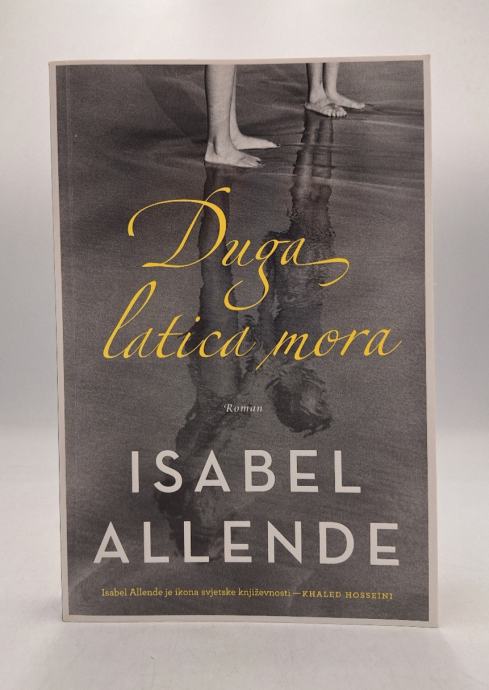 Duga
latica mora
Roman
ISABEL
ALLENDE
Isabel Allende je ikona svjetske književnosti — KHALED HOSSEINI